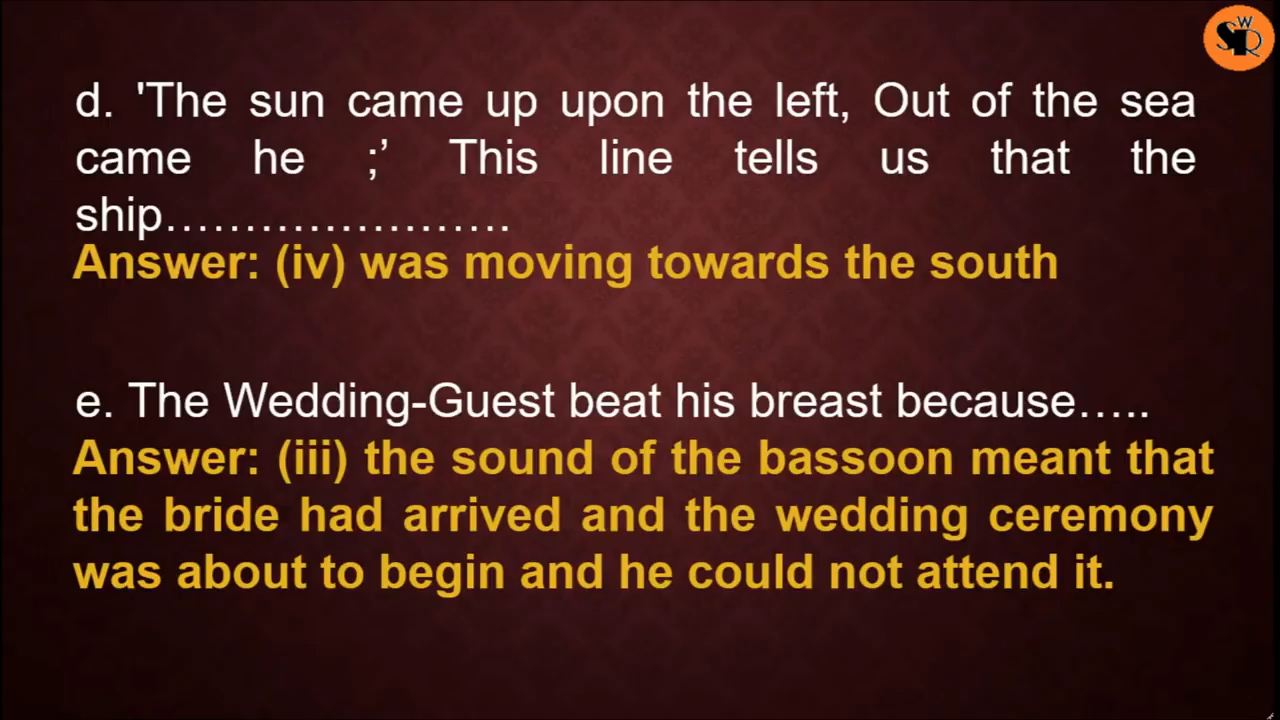 SWR
d. 'The sun came up upon the left, Out of the sea
came he ;’ This line tells us that the
ship......................
Answer: (iv) was moving towards the south
e. The Wedding-Guest beat his breast because…..
Answer: (iii) the sound of the bassoon meant that
the bride had arrived and the wedding ceremony
was about to begin and he could not attend it.